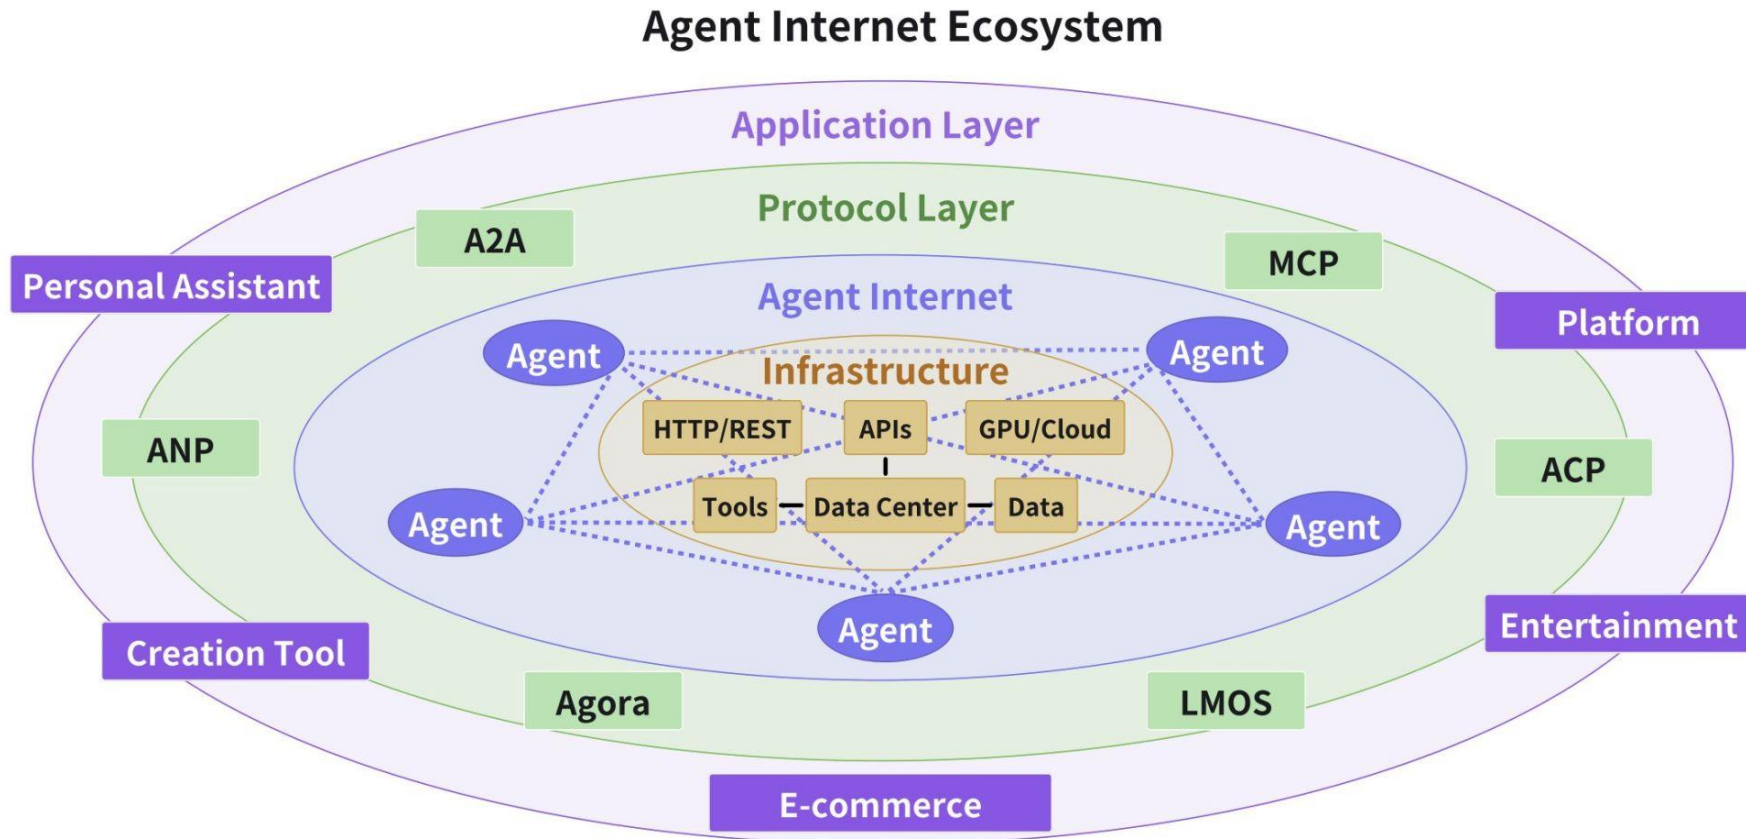 Agent Internet Ecosystem
Application Layer
Protocol Layer
A2A
MCP
Personal Assistant
Platform
Agent Internet
Agent
Agent
Infrastructure
HTTP/REST
APIs
GPU/Cloud
ANP
ACP
Tools
Data Center
Data
Agent
Agent
Agent
Creation Tool
Entertainment
Agora
LMOS
E-commerce